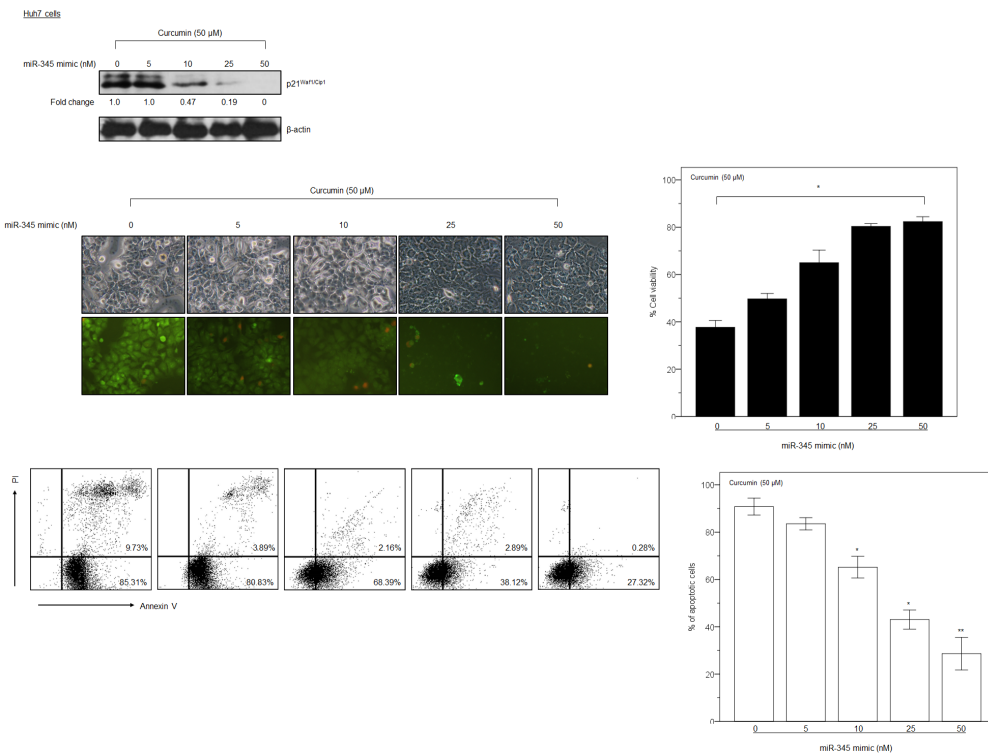 Huh7 cells
Curcumin (50 µM)
miR-345 mimic (nM) 0 5 10 25 50
p21Waf1/Cip1
Fold change 1.0 1.0 0.47 0.19 0
β-actin
Curcumin (50 µM)
miR-345 mimic (nM) 0 5 10 25 50
Curcumin (50 µM)
*
% Cell viability
100
80
60
40
20
0
0 5 10 25 50
miR-345 mimic (nM)
PI
9.73% 3.89% 2.16% 2.89% 0.28%
85.31% 80.83% 68.39% 38.12% 27.32%
Annexin V
Curcumin (50 µM)
% of apoptotic cells
100
80
60
40
20
0
* * **
0 5 10 25 50
miR-345 mimic (nM)